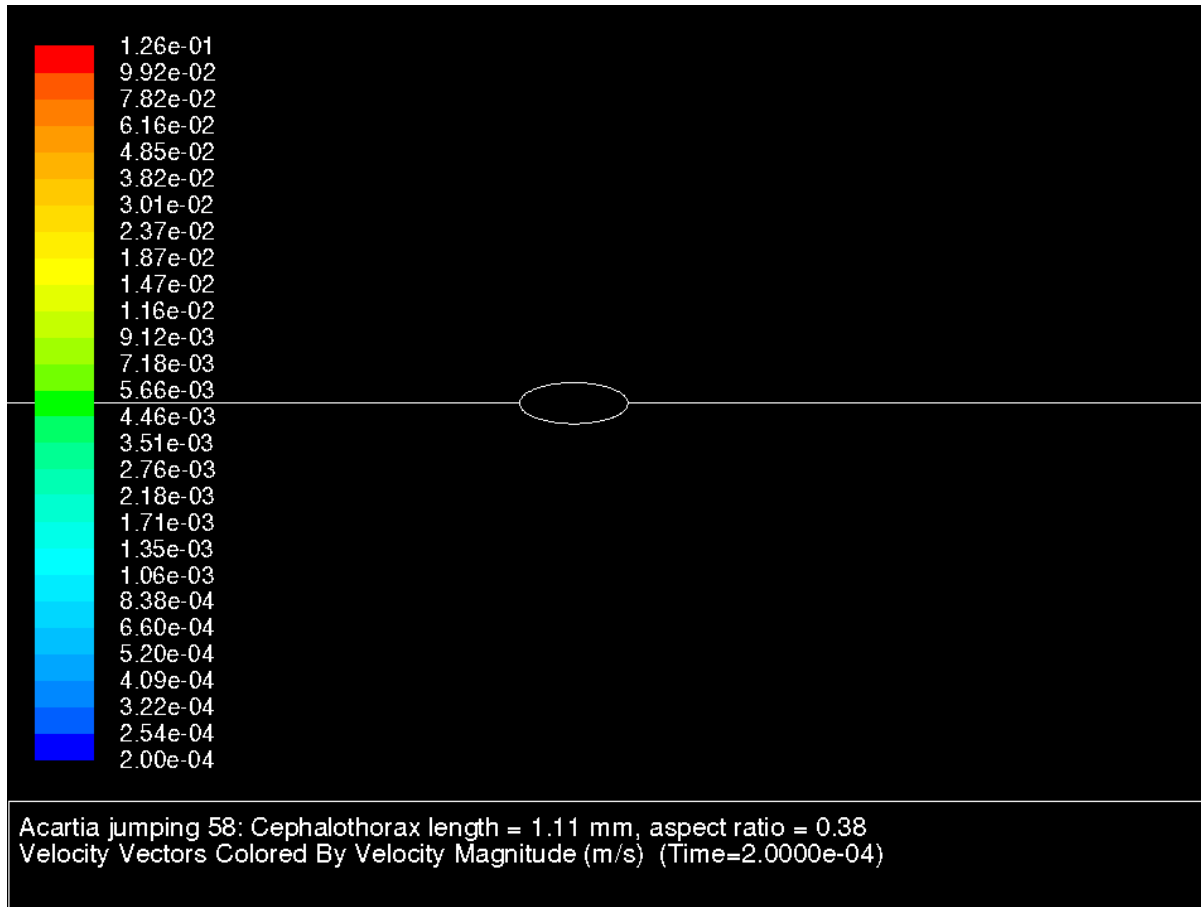 1.26e-01
9.92e-02
7.82e-02
6.16e-02
4.85e-02
3.82e-02
3.01e-02
2.37e-02
1.87e-02
1.47e-02
1.16e-02
9.12e-03
7.18e-03
5.66e-03
4.46e-03
3.51e-03
2.76e-03
2.18e-03
1.71e-03
1.35e-03
1.06e-03
8.38e-04
6.60e-04
5.20e-04
4.09e-04
3.22e-04
2.54e-04
2.00e-04
Acartia jumping 58: Cephalothorax length = 1.11 mm, aspect ratio = 0.38
Velocity Vectors Colored By Velocity Magnitude (m/s)  (Time=2.0000e-04)